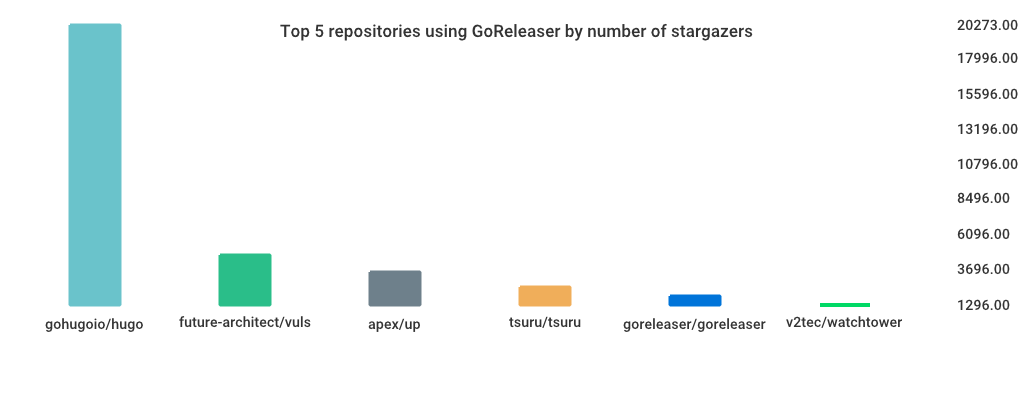 Top 5 repositories using GoReleaser by number of stargazers
20273.00
17996.00
15596.00
13196.00
10796.00
8496.00
6096.00
3696.00
1296.00
gohugoio/hugo
future-architect/vuls
apex/up
tsuru/tsuru
goreleaser/goreleaser
v2tec/watchtower